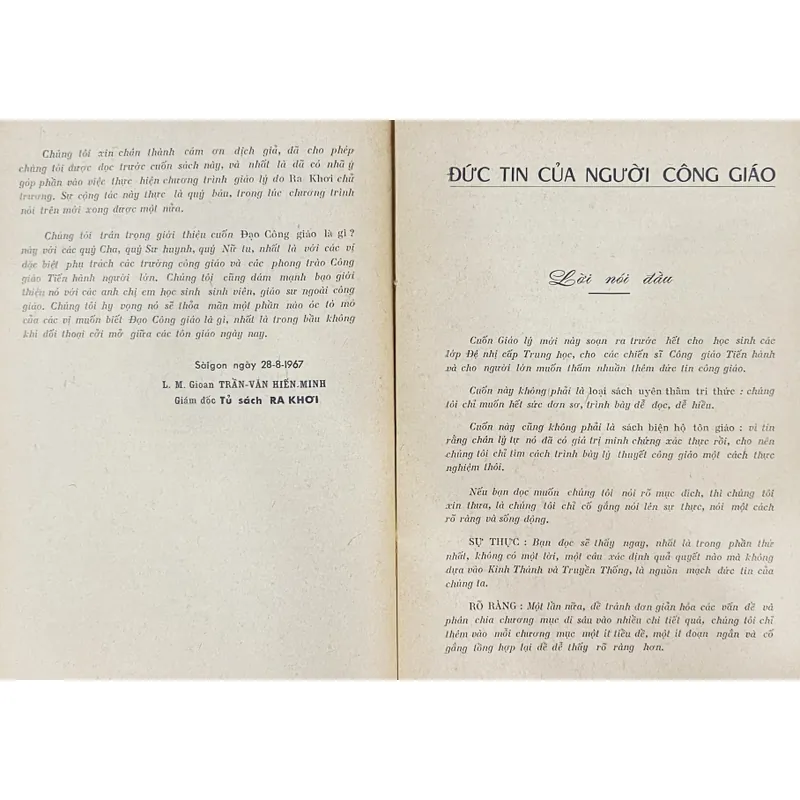 Chúng tôi xin chân thành cám ơn dịch giả, đã cho phép
chúng tôi được đọc trước cuốn sách này, và nhất là đã có nhã ý
góp phần vào việc thực hiện chương trình giáo lý do Ra Khơi chủ
trương. Sự cộng tác này thực là quý báu, trong lúc chương trình
nói trên mới xong được một nửa.
Chúng tôi trân trọng giới thiệu cuốn Đạo Công giáo là gì?
này với các quý Cha, quý Sư huynh, quý Nữ tu, nhất là với các vị
đặc biệt phụ trách các trường công giáo và các phong trào Công
giáo Tiến hành người lớn. Chúng tôi cũng dám mạnh bạo giới
thiệu nó với các anh chị em học sinh sinh viên, giáo sư ngoài công
giáo. Chúng tôi hy vọng nó sẽ thỏa mãn một phần nào óc tò mò
của các vị muốn biết Đạo Công giáo là gì, nhất là trong bầu không
khí đối thoại cởi mở giữa các tôn giáo ngày nay.
Sàigon ngày 28-8-1967
L. M. Gioan TRẦN-VĂN HIẾN-MINH
Giám đốc Tủ sách RA KHƠI
ĐỨC TIN CỦA NGƯỜI CÔNG GIÁO
Lời nói đầu
Cuốn Giáo lý mới này soạn ra trước hết cho học sinh các
lớp Đệ nhị cấp Trung học, cho các chiến sĩ Công giáo Tiến hành
và cho người lớn muốn thấm nhuần thêm đức tin công giáo.
Cuốn này không phải là loại sách uyên thâm trí thức : chúng
tôi chỉ muốn hết sức đơn sơ, trình bày dễ đọc, dễ hiểu.
Cuốn này cũng không phải là sách biện hộ tôn giáo : vì tin
rằng chân lý tự nó đã có giá trị minh chứng xác thực rồi, cho nên
chúng tôi chỉ tìm cách trình bày lý thuyết công giáo một cách thực
nghiệm thôi.
Nếu bạn đọc muốn chúng tôi nói rõ mục đích, thì chúng tôi
xin thưa, là chúng tôi chỉ cố gắng nói lên sự thực, nói một cách
rõ ràng và sống động.
SỰ THỰC : Bạn đọc sẽ thấy ngay, nhất là trong phần thứ
nhất, không có một lời, một câu xác định quả quyết nào mà không
dựa vào Kinh Thánh và Truyền Thống, là nguồn mạch đức tin của
chúng ta.
RÕ RÀNG : Một lần nữa, để tránh đơn giản hóa các vấn đề và
phân chia chương mục đi sâu vào nhiều chi tiết quá, chúng tôi chỉ
thêm vào mỗi chương mục một ít tiểu đề, một ít đoạn ngắn và cố
gắng tổng hợp lại để dễ thấy rõ ràng hơn.